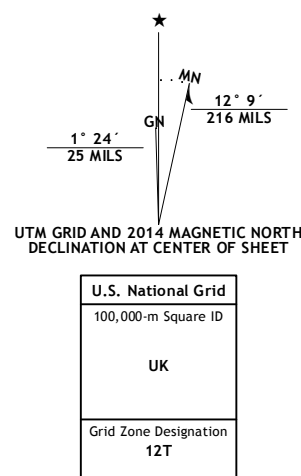 ★
MN
GN
12° 9´
216 MILS
1° 24´
25 MILS
UTM GRID AND 2014 MAGNETIC NORTH
DECLINATION AT CENTER OF SHEET
U.S. National Grid
100,000-m Square ID
UK
Grid Zone Designation
12T